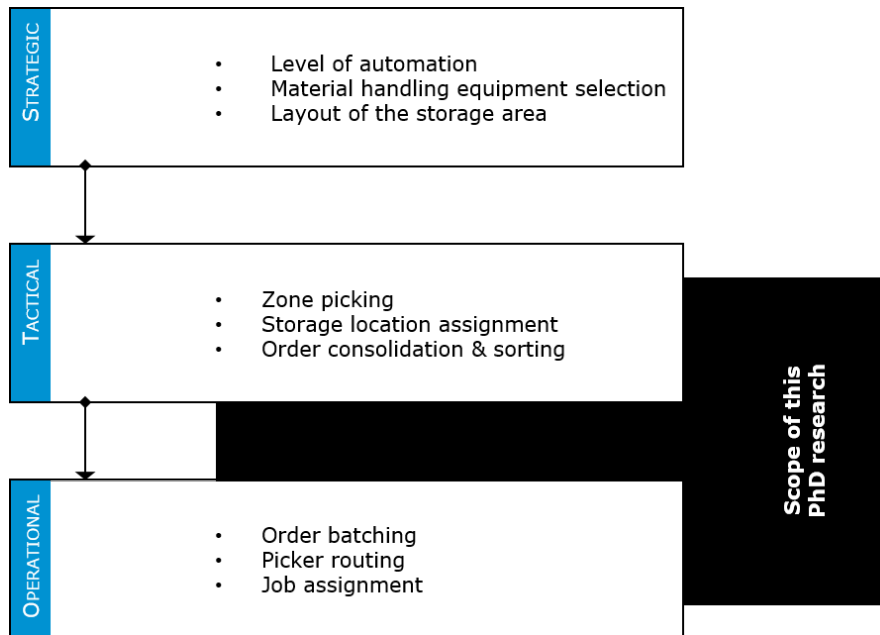 STRATEGIC
• Level of automation
• Material handling equipment selection
• Layout of the storage area
TACTICAL
• Zone picking
• Storage location assignment
• Order consolidation & sorting
Scope of this
PhD research
OPERATIONAL
• Order batching
• Picker routing
• Job assignment